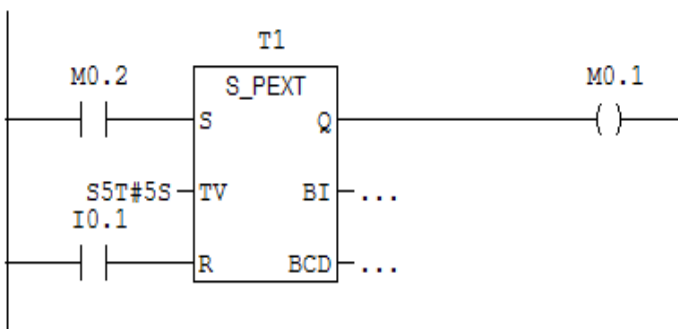 T1
M0.2
S_PEXT
M0.1
S
Q
S5T#5S
TV
BI
...
I0.1
R
BCD
...